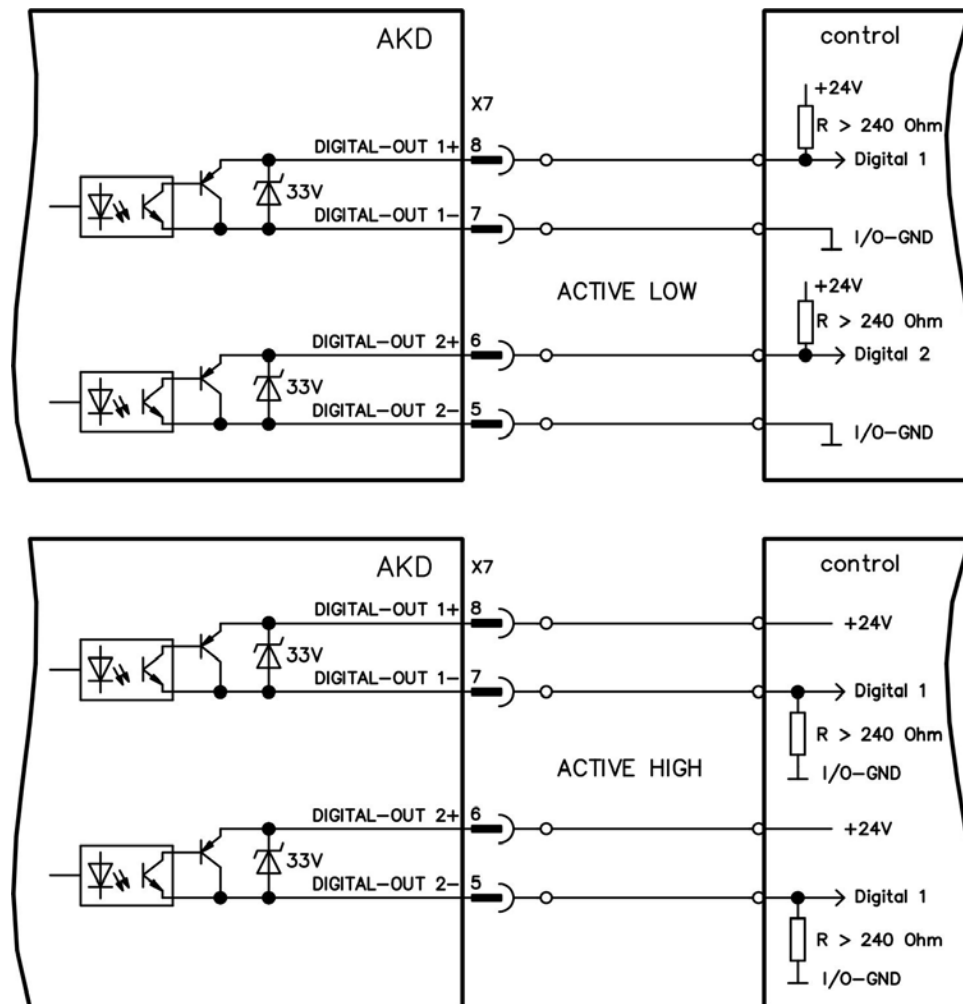 AKD
control
X7
+24V
R > 240 Ohm
DIGITAL-OUT 1+
8
Digital 1
33V
DIGITAL-OUT 1-
7
I/O-GND
ACTIVE LOW
+24V
R > 240 Ohm
DIGITAL-OUT 2+
6
Digital 2
33V
DIGITAL-OUT 2-
5
I/O-GND
AKD
X7
control
DIGITAL-OUT 1+
8
+24V
33V
DIGITAL-OUT 1-
7
Digital 1
R > 240 Ohm
ACTIVE HIGH
I/O-GND
DIGITAL-OUT 2+
6
+24V
33V
DIGITAL-OUT 2-
5
Digital 1
R > 240 Ohm
I/O-GND